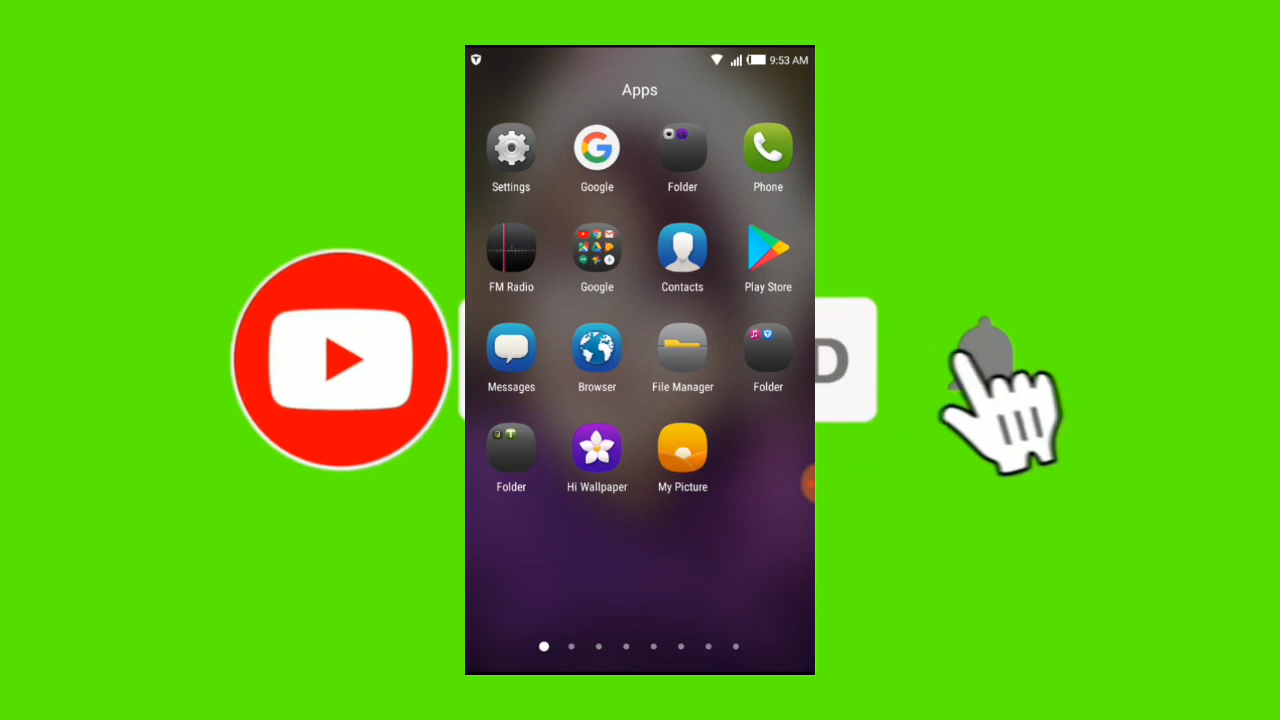 9:53 AM
Apps
Settings
Google
Folder
Phone
FM Radio
Google
Contacts
Play Store
Messages
Browser
File Manager
Folder
D
Folder
Hi Wallpaper
My Picture